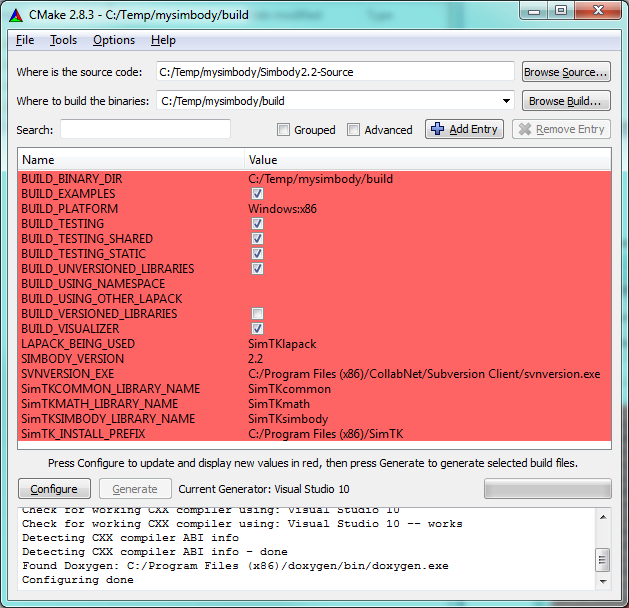 CMake 2.8.3 - C:/Temp/mysimbody/build
File Tools Options Help
Where is the source code: C:/Temp/mysimbody/Simbody2.2-Source Browse Source...
Where to build the binaries: C:/Temp/mysimbody/build Browse Build...
Search: Grouped Advanced Add Entry Remove Entry
Name Value
BUILD_BINARY_DIR C:/Temp/mysimbody/build
BUILD_EXAMPLES
BUILD_PLATFORM Windows:x86
BUILD_TESTING
BUILD_TESTING_SHARED
BUILD_TESTING_STATIC
BUILD_UNVERSIONED_LIBRARIES
BUILD_USING_NAMESPACE
BUILD_USING_OTHER_LAPACK
BUILD_VERSIONED_LIBRARIES
BUILD_VISUALIZER
LAPACK_BEING_USED SimTKlapack
SIMBODY_VERSION 2.2
SVNVERSION_EXE C:/Program Files (x86)/CollabNet/Subversion Client/svnversion.exe
SimTKCOMMON_LIBRARY_NAME SimTKcommon
SimTKMATH_LIBRARY_NAME SimTKmath
SimTKSIMBODY_LIBRARY_NAME SimTKsimbody
SimTK_INSTALL_PREFIX C:/Program Files (x86)/SimTK
Press Configure to update and display new values in red, then press Generate to generate selected build files.
Configure Generate Current Generator: Visual Studio 10
Check for working CXX compiler using: Visual Studio 10
Check for working CXX compiler using: Visual Studio 10 -- works
Detecting CXX compiler ABI info
Detecting CXX compiler ABI info - done
Found Doxygen: C:/Program Files (x86)/doxygen/bin/doxygen.exe
Configuring done